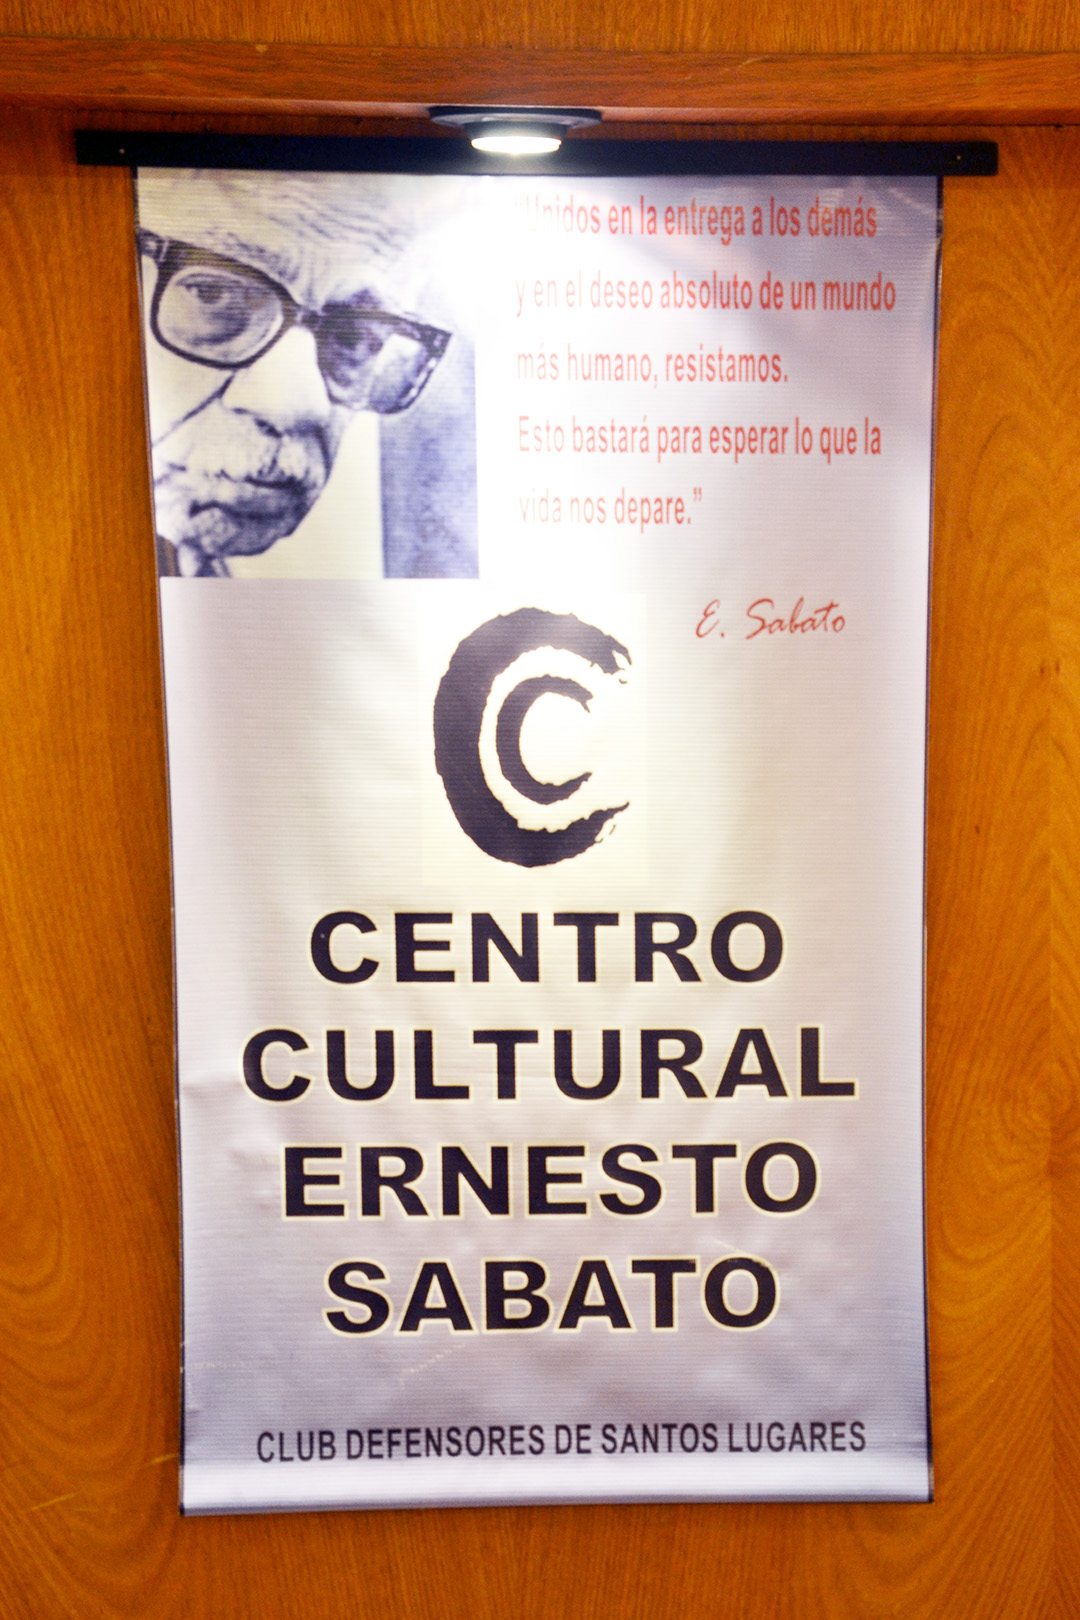 "Unidos en la entrega a los demás
y en el deseo absoluto de un mundo
más humano, resistamos.
Esto bastará para esperar lo que la
vida nos depare."
E. Sabato
CC
CENTRO
CULTURAL
ERNESTO
SABATO
CLUB DEFENSORES DE SANTOS LUGARES